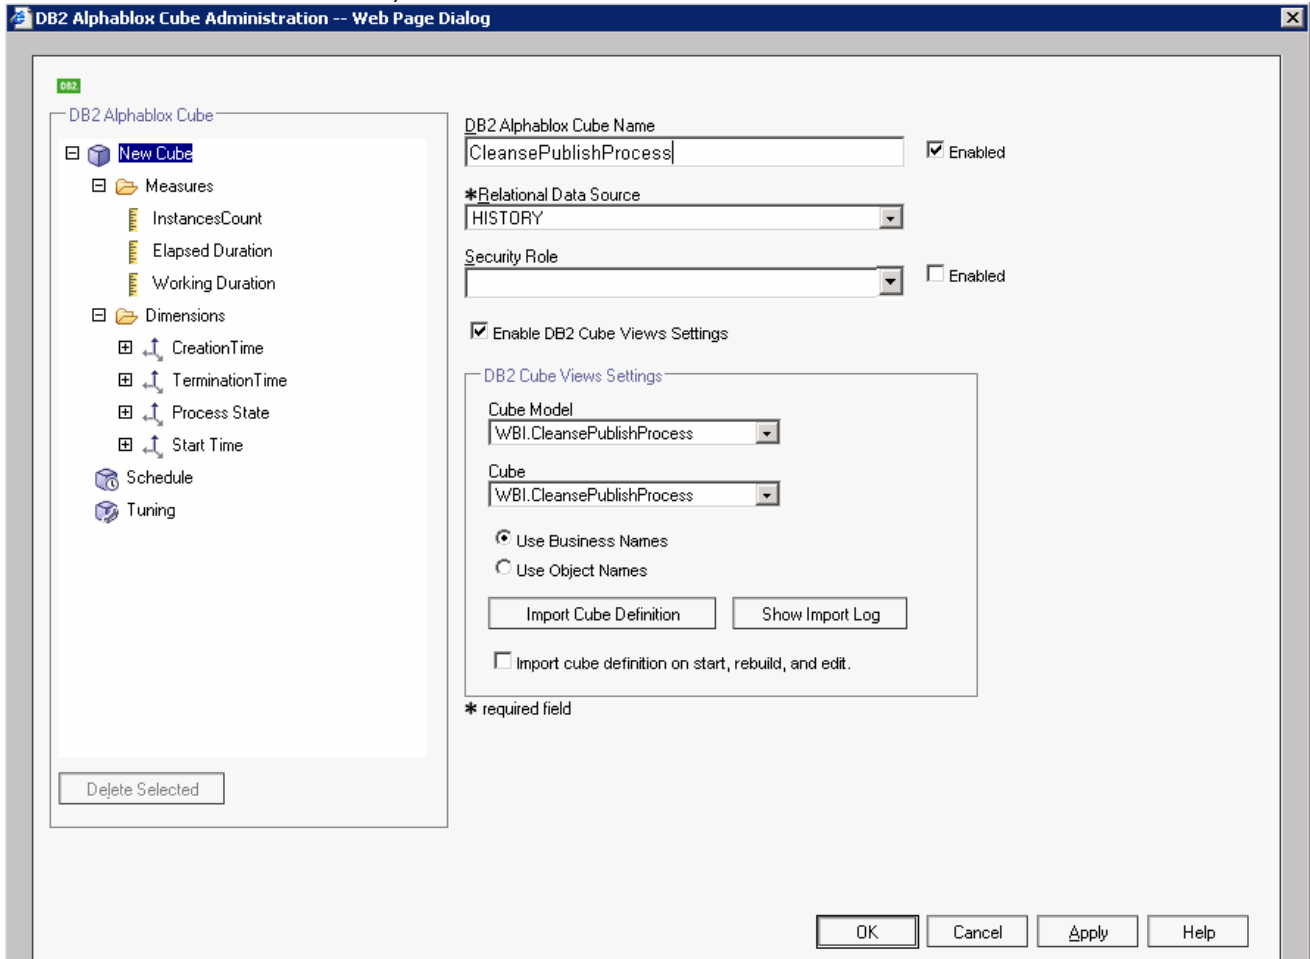 DB2 Alphablox Cube Administration -- Web Page Dialog
DB2
DB2 Alphablox Cube
New Cube
Measures
InstancesCount
Elapsed Duration
Working Duration
Dimensions
CreationTime
TerminationTime
Process State
Start Time
Schedule
Tuning
Delete Selected
DB2 Alphablox Cube Name
CleansePublishProcess
Enabled
*Relational Data Source
HISTORY
Security Role
Enabled
Enable DB2 Cube Views Settings
DB2 Cube Views Settings
Cube Model
WBI.CleansePublishProcess
Cube
WBI.CleansePublishProcess
Use Business Names
Use Object Names
Import Cube Definition
Show Import Log
Import cube definition on start, rebuild, and edit.
* required field
OK
Cancel
Apply
Help